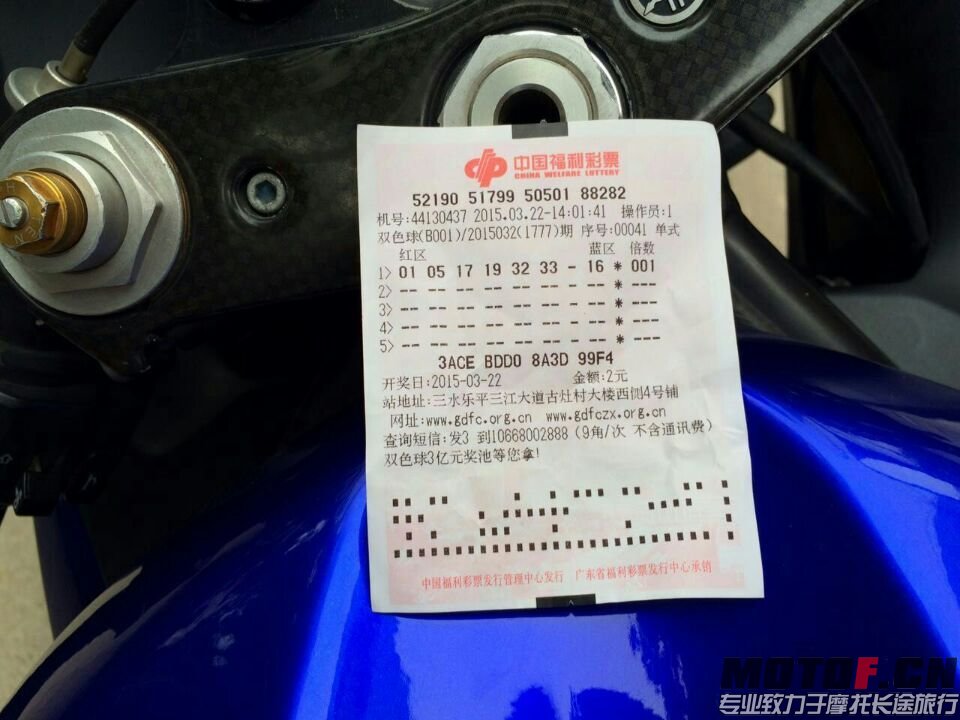 中国福利彩票
CHINA WELFARE LOTTERY
52190 51799 50501 88282
机号:44130437 2015.03.22-14:01:41 操作员:1
双色球(B001)/2015032(1777)期 序号:00041 单式
红区 蓝区 倍数
1> 01 05 17 19 32 33 - 16 * 001
2> -- -- -- -- -- -- - -- * ---
3> -- -- -- -- -- -- - -- * ---
4> -- -- -- -- -- -- - -- * ---
5> -- -- -- -- -- -- - -- * ---
3ACE BDD0 8A3D 99F4
开奖日:2015-03-22 金额:2元
站地址:三水乐平三江大道古灶村大楼西侧4号铺
网址:www.gdfc.org.cn www.gdfczx.org.cn
查询短信:发3 到10668002888(9角/次 不含通讯费)
双色球3亿元奖池等您拿!
中国福利彩票发行管理中心发行 广东省福利彩票发行中心承销
MOTOF.CN
专业致力于摩托长途旅行